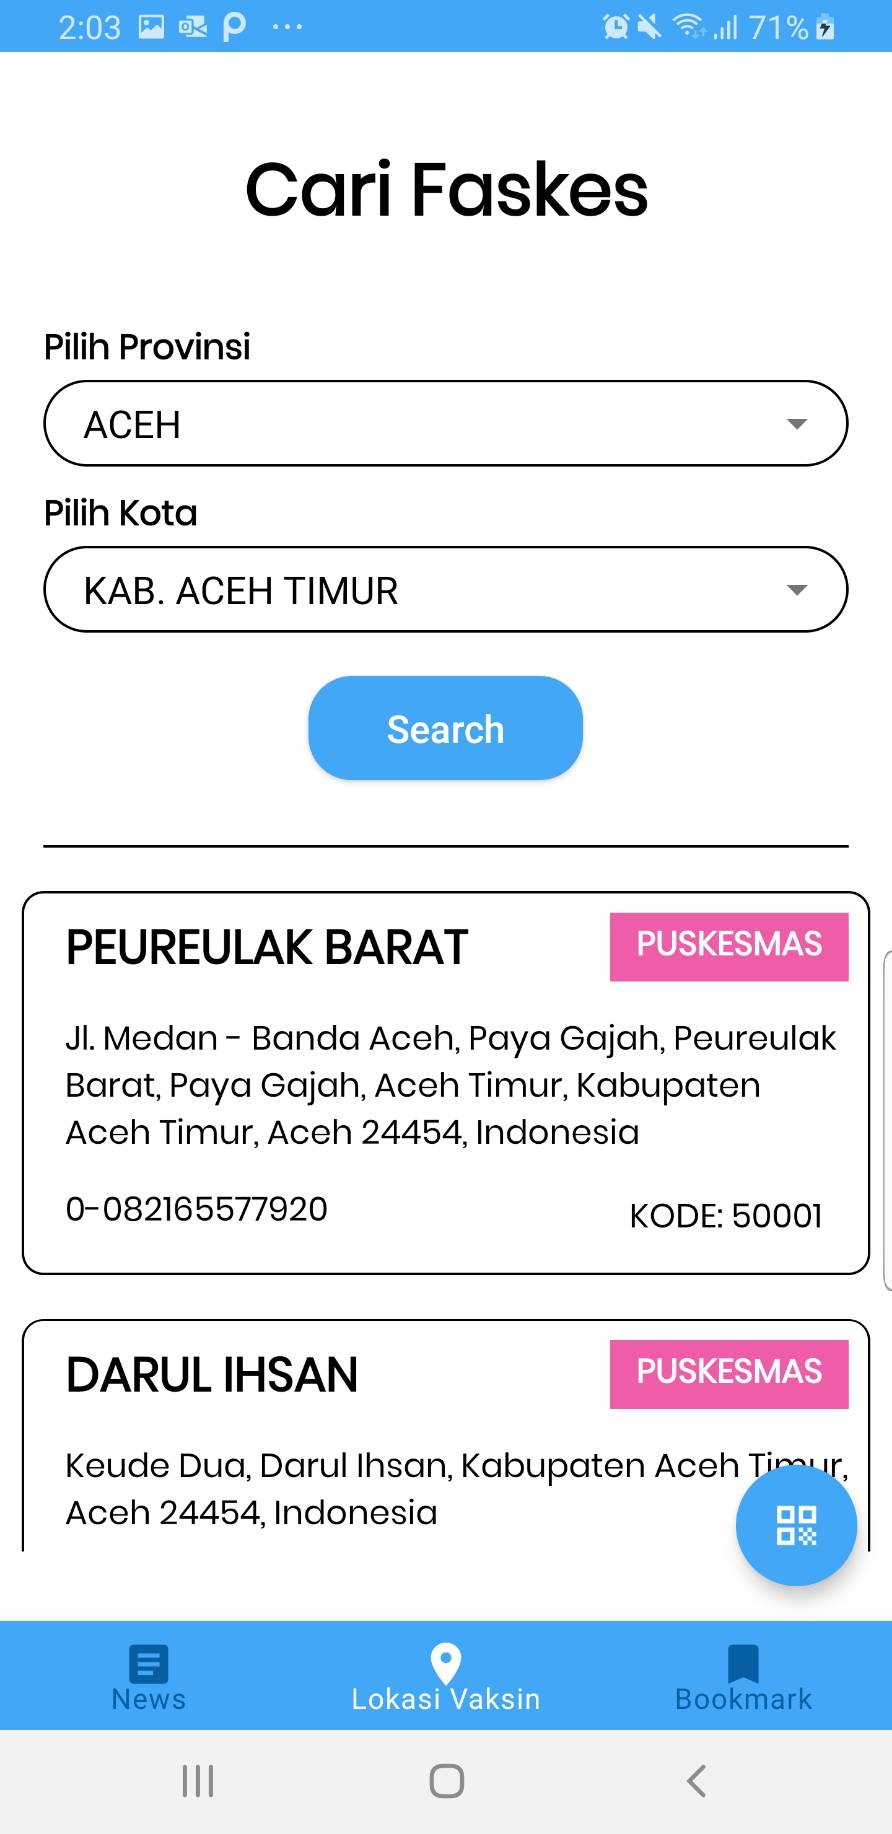 2:03
71%
Cari Faskes
Pilih Provinsi
ACEH
Pilih Kota
KAB. ACEH TIMUR
Search
PEUREULAK BARAT
PUSKESMAS
Jl. Medan - Banda Aceh, Paya Gajah, Peureulak
Barat, Paya Gajah, Aceh Timur, Kabupaten
Aceh Timur, Aceh 24454, Indonesia
0-082165577920
KODE: 50001
DARUL IHSAN
PUSKESMAS
Keude Dua, Darul Ihsan, Kabupaten Aceh Timur,
Aceh 24454, Indonesia
News
Lokasi Vaksin
Bookmark